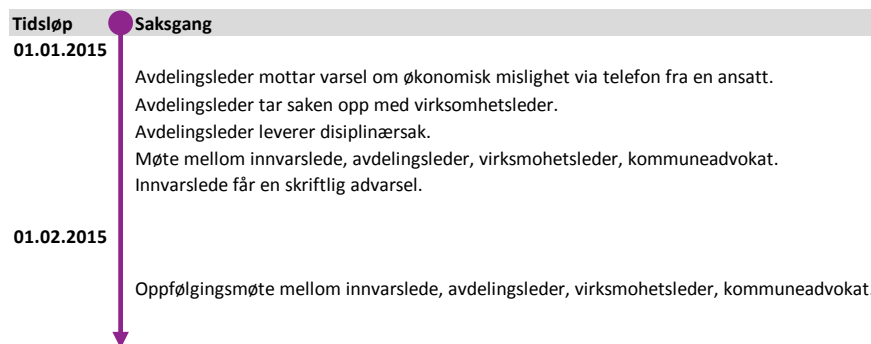 Tidsløp Saksgang
01.01.2015
Avdelingsleder mottar varsel om økonomisk mislighet via telefon fra en ansatt.
Avdelingsleder tar saken opp med virksomhetsleder.
Avdelingsleder leverer disiplinærsak.
Møte mellom innvarslede, avdelingsleder, virksmohetsleder, kommuneadvokat.
Innvarslede får en skriftlig advarsel.
01.02.2015
Oppfølgingsmøte mellom innvarslede, avdelingsleder, virksmohetsleder, kommuneadvokat.